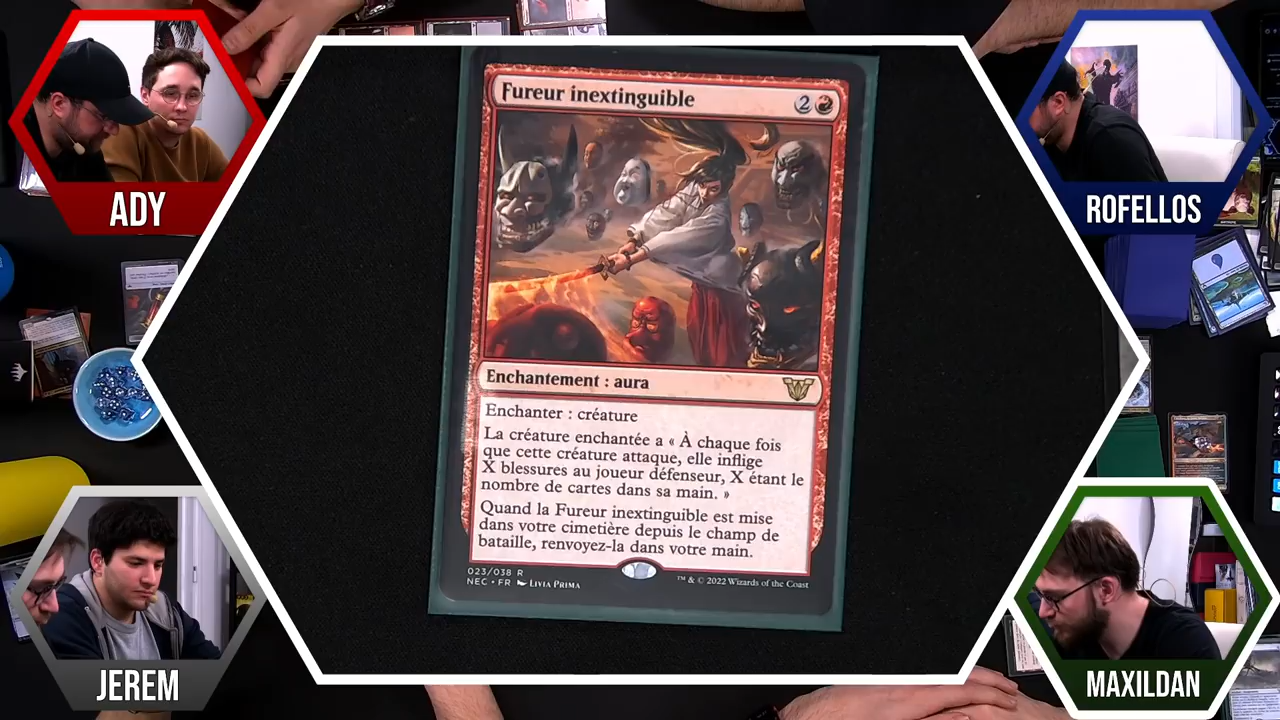 ADY
ROFELLOS
JEREM
MAXILDAN
Fureur inextinguible
2
Enchantement : aura
Enchanter : créature
La créature enchantée a « À chaque fois
que cette créature attaque, elle inflige
X blessures au joueur défenseur, X étant le
nombre de cartes dans sa main. »
Quand la Fureur inextinguible est mise
dans votre cimetière depuis le champ de
bataille, renvoyez-la dans votre main.
023/038 R
NEC • FR LIVIA PRIMA
™ & © 2022 Wizards of the Coast